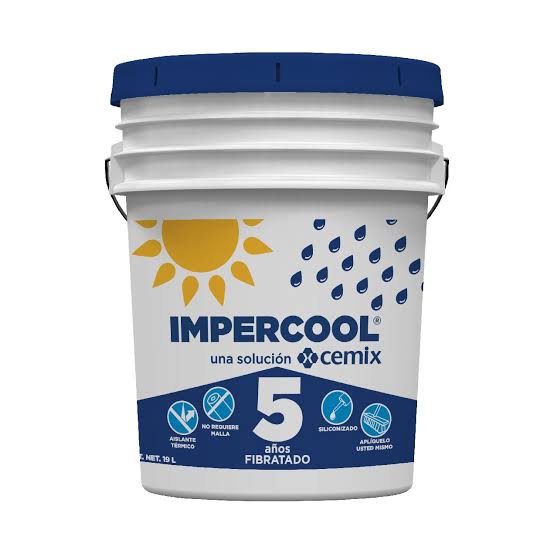 IMPERCOOL®
una solución cemix
5
años
FIBRATADO
AISLANTE
TÉRMICO
NO REQUIERE
MALLA
SILICONIZADO
APLÍQUELO
USTED MISMO
T. NET. 19 L